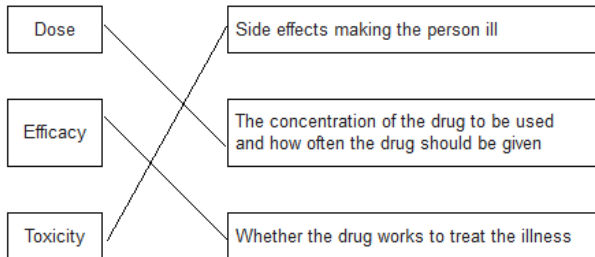 Dose
Side effects making the person ill
Efficacy
The concentration of the drug to be used
and how often the drug should be given
Toxicity
Whether the drug works to treat the illness